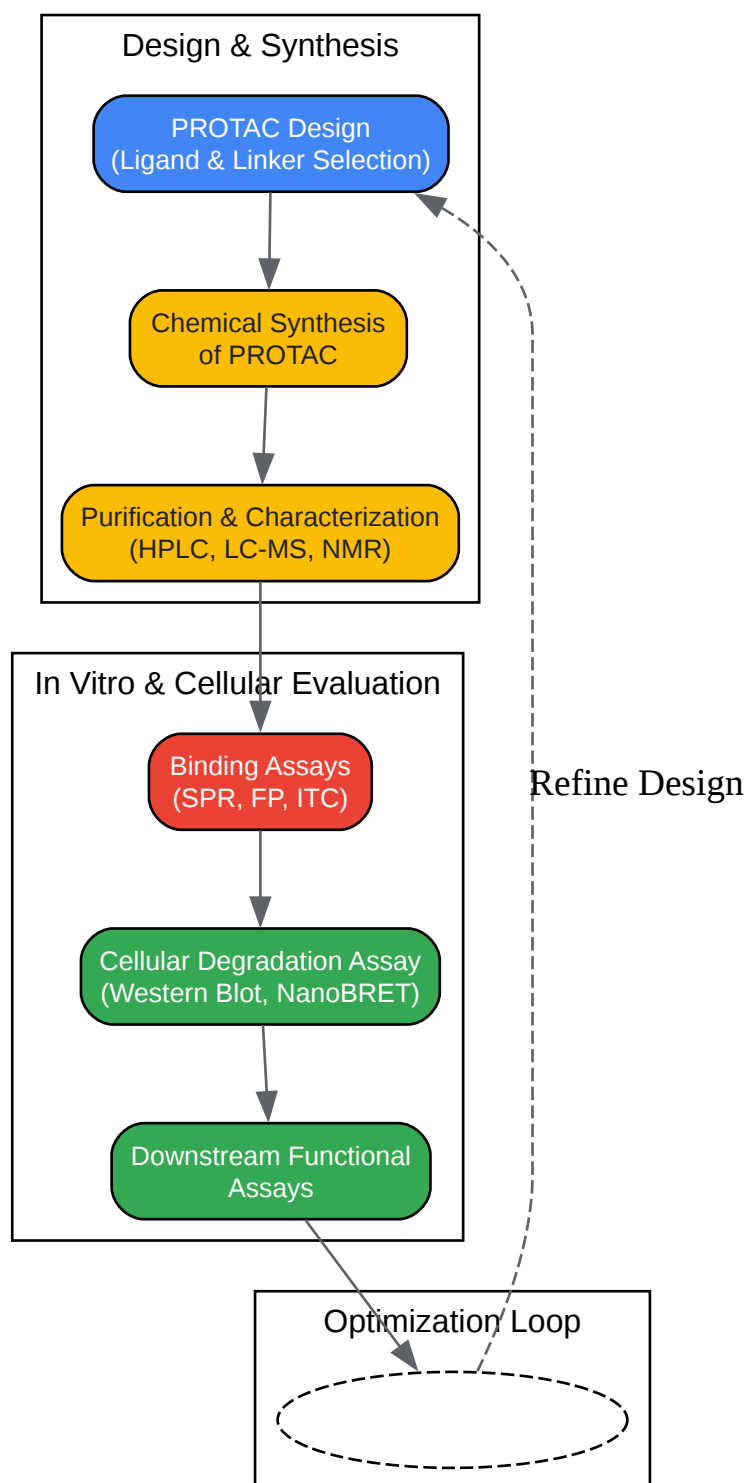 Design & Synthesis
PROTAC Design
(Ligand & Linker Selection)
Chemical Synthesis
of PROTAC
Purification & Characterization
(HPLC, LC-MS, NMR)
In Vitro & Cellular Evaluation
Binding Assays
(SPR, FP, ITC)
Refine Design
Cellular Degradation Assay
(Western Blot, NanoBRET)
Downstream Functional
Assays
Optimization Loop